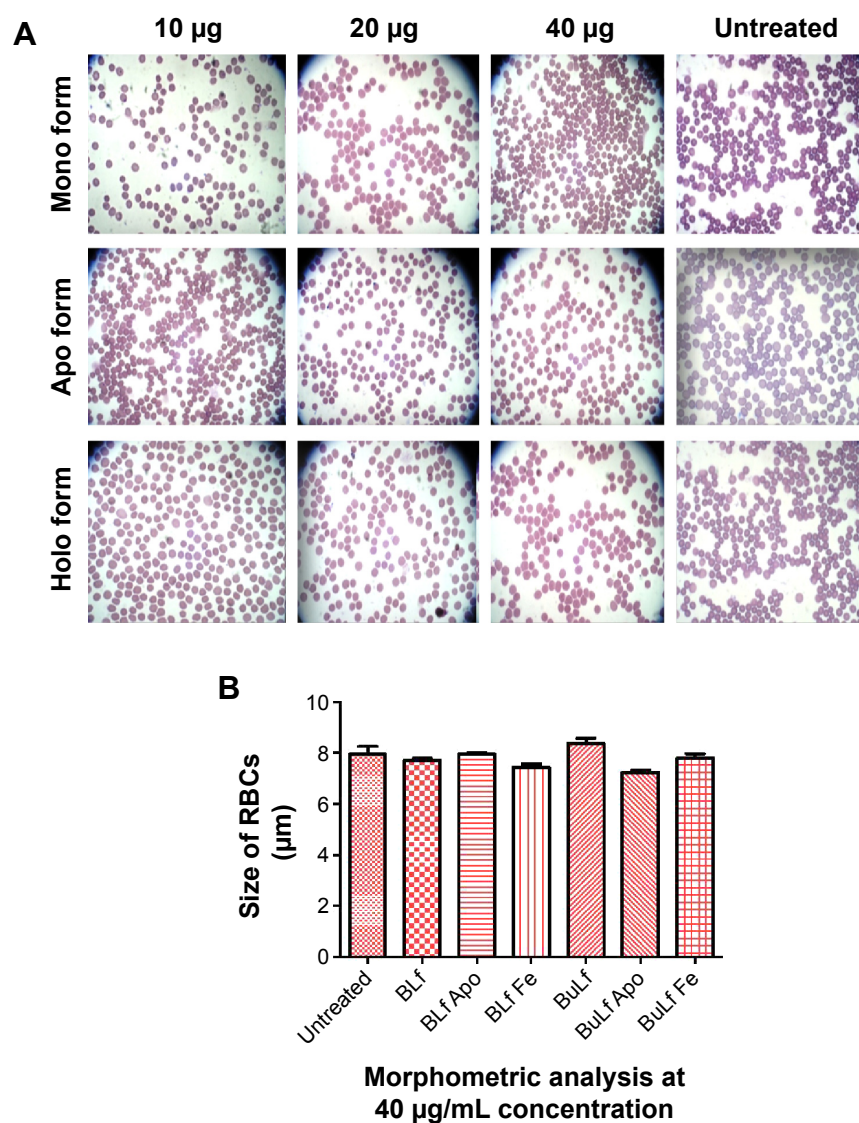 A
10 µg
20 µg
40 µg
Untreated
Mono form
Apo form
Holo form
B
10
8
6
4
2
0
Size of RBCs
(µm)
Untreated
BLf
BLf Apo
BLf Fe
BuLf
BuLf Apo
BuLf Fe
Morphometric analysis at
40 µg/mL concentration